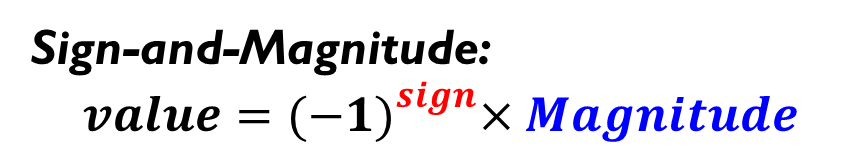 Sign-and-Magnitude:
value = (−1)^sign × Magnitude